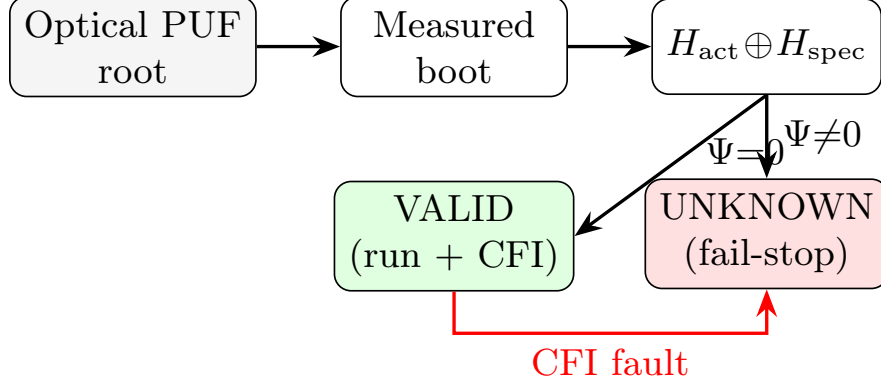 Optical PUF
root
Measured
boot
H_act ⊕ H_spec
Ψ=0
Ψ≠0
VALID
(run + CFI)
UNKNOWN
(fail-stop)
CFI fault